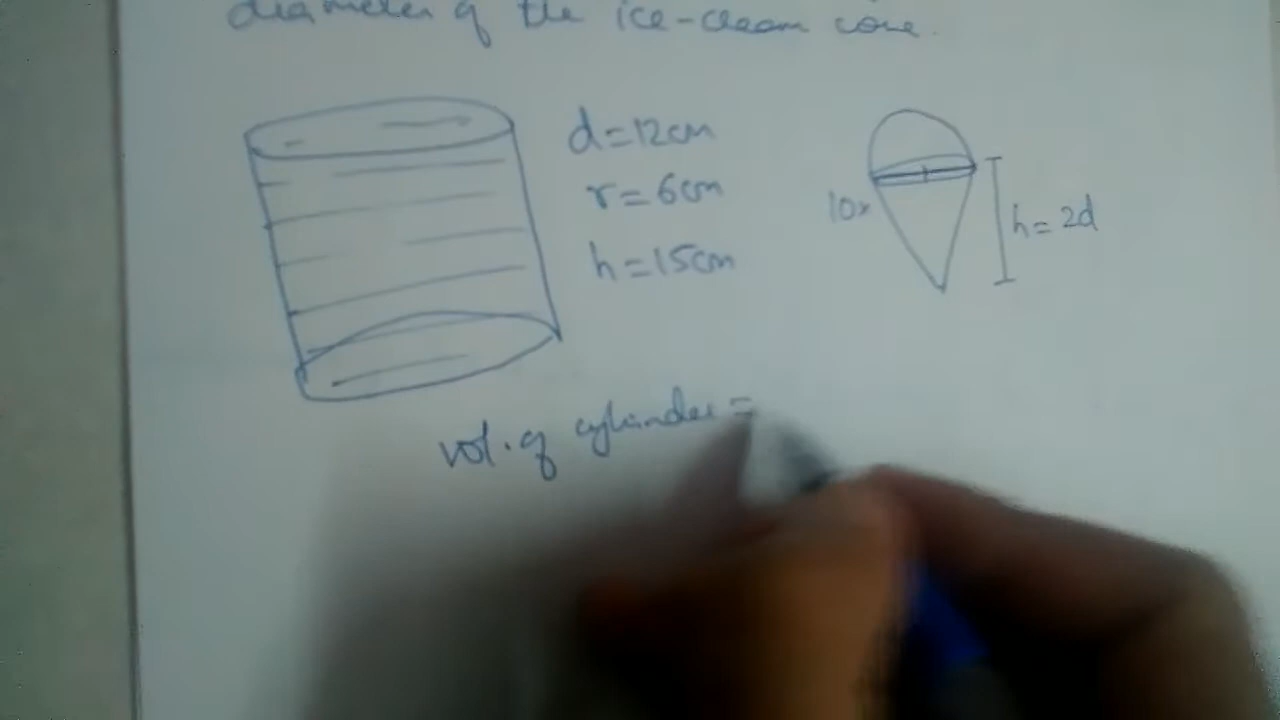 diameter of the ice-cream cone.
d=12cm
r=6cm
h=15cm
10x
h=2d
vol. of cylinder =